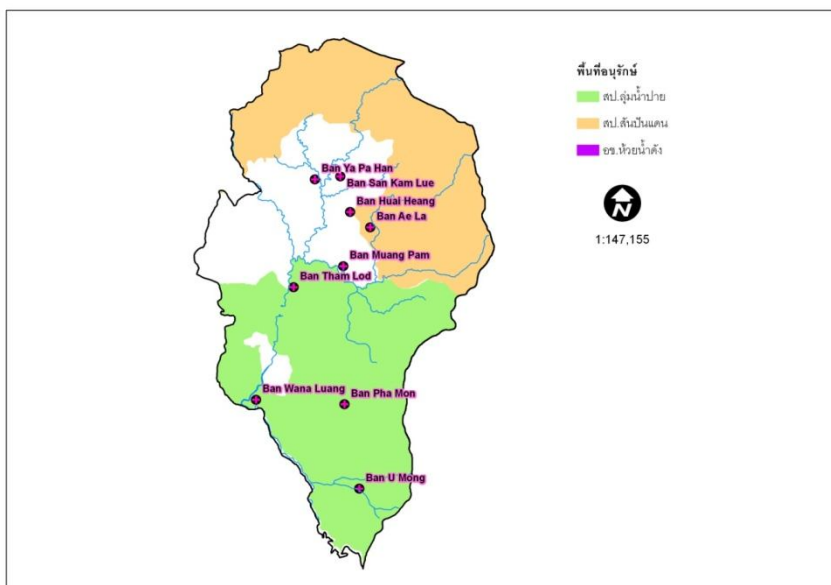 พื้นที่อนุรักษ์
สป.ลุ่มน้ำปาย
สป.สันปันแดน
อช.ห้วยน้ำดัง
N
1:147,155
Ban Ya Pa Han
Ban San Kam Lue
Ban Huai Heang
Ban Ae La
Ban Muang Pam
Ban Tham Lod
Ban Wana Luang
Ban Pha Mon
Ban U Mong